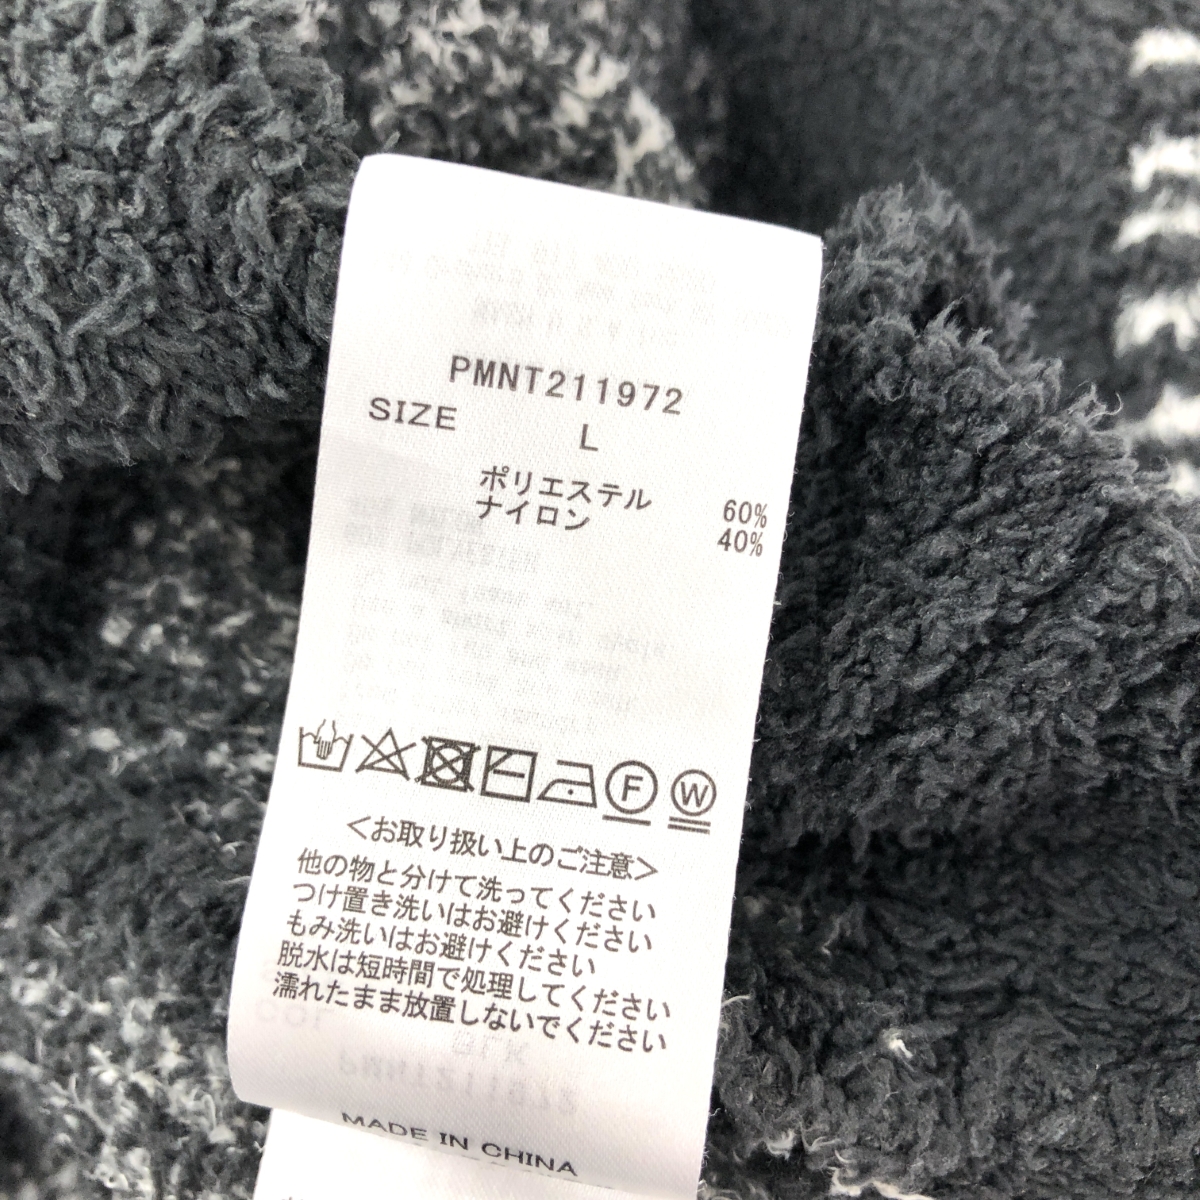 PMNT211972
SIZE L
ポリエステル 60%
ナイロン 40%
F W
<お取り扱い上のご注意>
他の物と分けて洗ってください
つけ置き洗いはお避けください
もみ洗いはお避けください
脱水は短時間で処理してください
濡れたまま放置しないでください
MADE IN CHINA